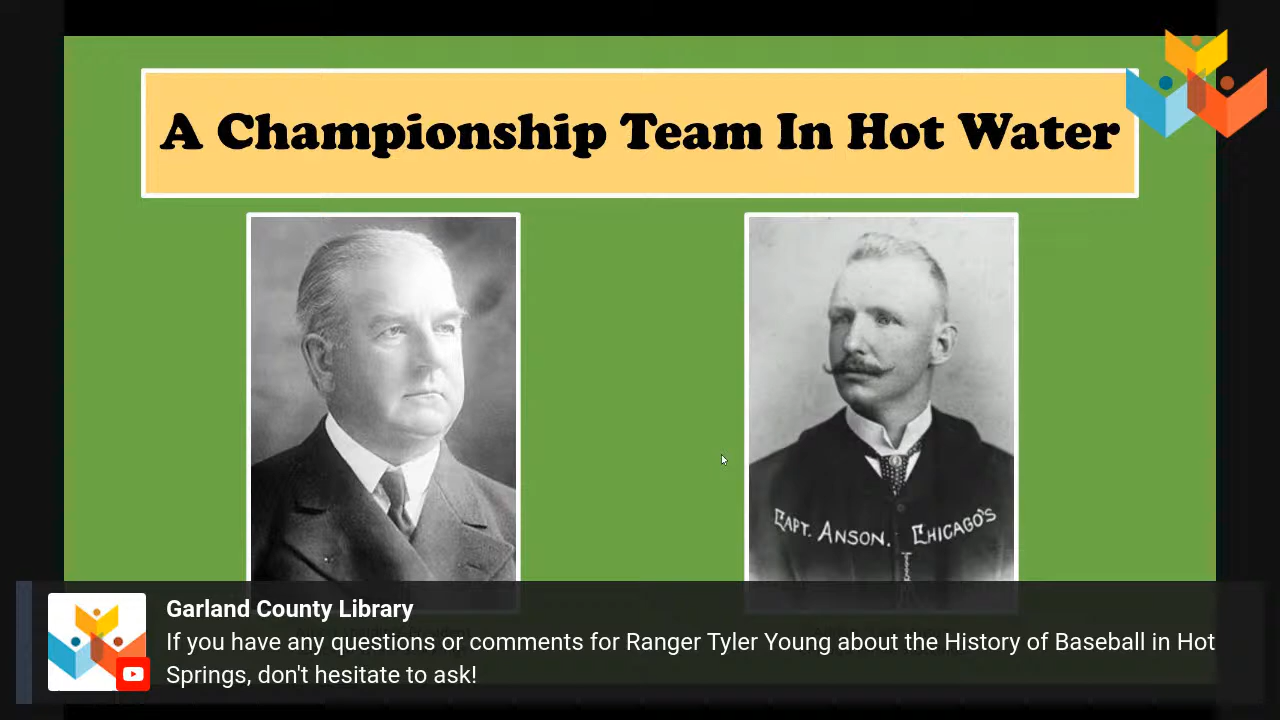 A Championship Team In Hot Water
CAPT. ANSON. CHICAGO'S
Garland County Library
If you have any questions or comments for Ranger Tyler Young about the History of Baseball in Hot
Springs, don't hesitate to ask!